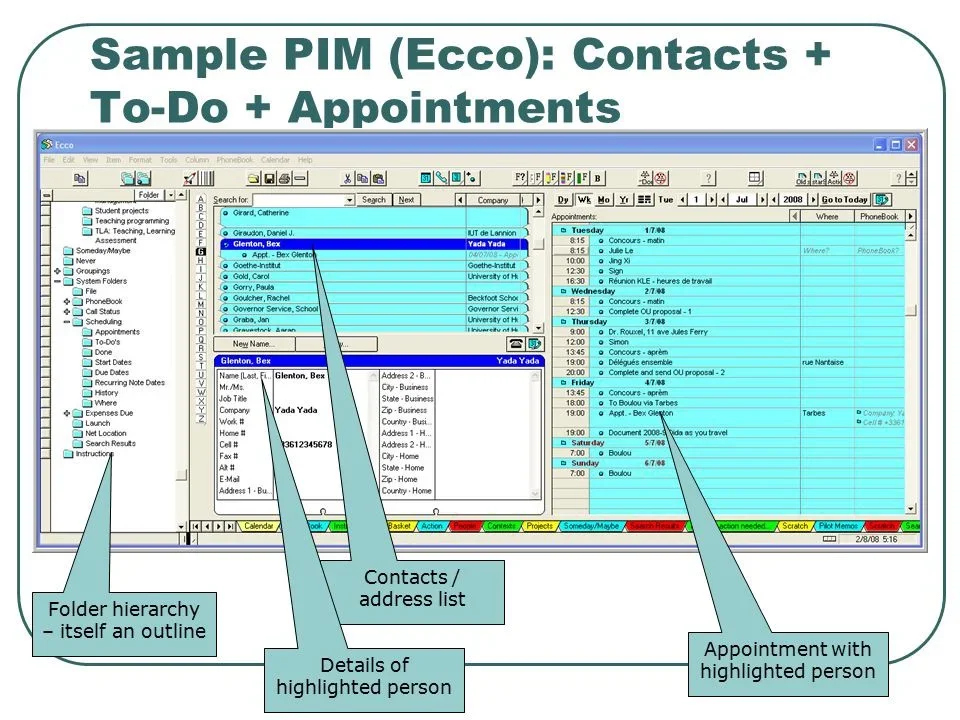 Sample PIM (Ecco): Contacts +
To-Do + Appointments
Ecco
File Edit View Item Format Tools Column PhoneBook Calendar Help
Folder
Student projects
Teaching programming
TLA: Teaching, Learning
Assessment
Someday/Maybe
Never
Groupings
System Folders
File
PhoneBook
Call Status
Scheduling
Appointments
To-Do's
Done
Start Dates
Due Dates
Recurring Note Dates
History
Where
Expenses Due
Launch
Net Location
Search Results
Instructions
A
B
C
D
E
F
G
H
I
J
K
L
M
N
O
P
Q
R
S
T
U
V
W
X
Y
Z
Search for: Search Next Company
Girard, Catherine
Giraudon, Daniel J. IUT de Lannion
Glenton, Bex Yada Yada
Appt. - Bex Glenton 04/07/08 - App
Goethe-Institut Goethe-Institut
Gold, Carol University of H
Gorry, Paula
Goulcher, Rachel Beckfoot Schoo
Governor Service, School Governor Serv
Graba, Jan University of H
Gravestock, Aaran University of H
New Name...
Glenton, Bex Yada Yada
Name (Last, Fi... Glenton, Bex Address 2 - B...
Mr./Ms. City - Business
Job Title State - Business
Company Yada Yada Zip - Business
Work # Country - Busi...
Home # Address 1 - H...
Cell # 33612345678 Address 2 - H...
Fax # City - Home
Alt # State - Home
E-Mail Zip - Home
Address 1 - Bu... Country - Home
Dy Wk Mo Yr Tue 1 Jul 2008 Go to Today
Appointments: Where PhoneBook
Tuesday 1/7/08
8:15 Concours - matin
8:15 Julie Le Where? PhoneBook?
10:00 Jing Xi
12:30 Sign
16:30 Réunion KLE - heures de travail
Wednesday 2/7/08
8:15 Concours - matin
12:30 Complete OU proposal - 1
Thursday 3/7/08
9:00 Dr. Rouxel, 11 ave Jules Ferry
12:00 Simon
13:45 Concours - aprèm
19:00 Délégués ensemble rue Nantaise
20:00 Complete and send OU proposal - 2
Friday 4/7/08
13:45 Concours - aprèm
18:00 To Boulou via Tarbes
19:00 Appt. - Bex Glenton Tarbes Company: Ya
Cell # +3361
19:00 Document 2008-9 Dida as you travel
Saturday 5/7/08
7:00 Boulou
Sunday 6/7/08
7:00 Boulou
Calendar Basket Action People Contexts Projects Someday/Maybe Search Results action needed... Scratch Pilot Memos Sear
2/8/08 5:16
Contacts /
address list
Folder hierarchy
– itself an outline
Details of
highlighted person
Appointment with
highlighted person